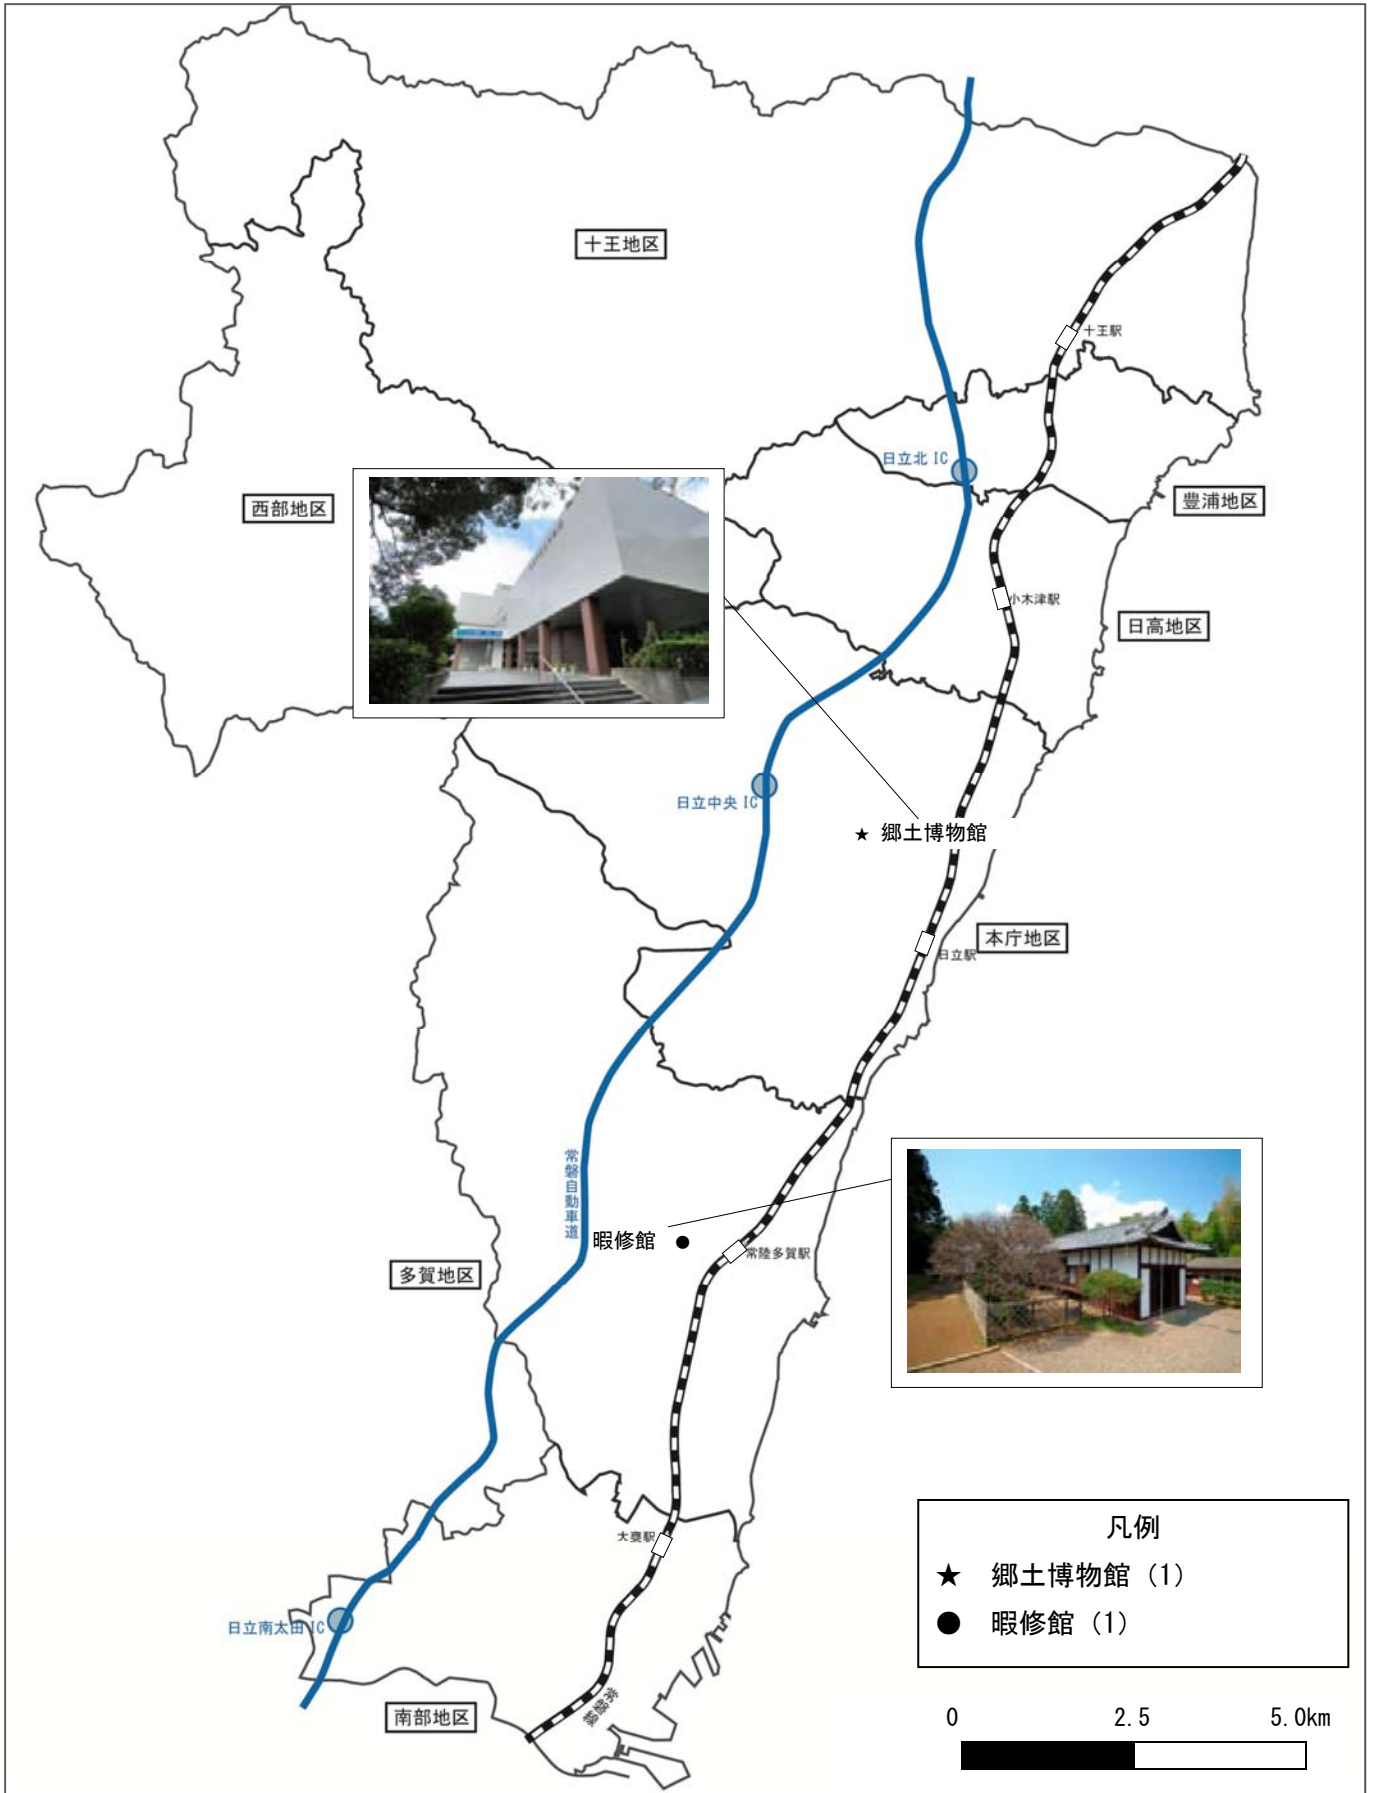 十王地区
十王駅
日立北 IC
西部地区
豊浦地区
小木津駅
日高地区
日立中央 IC
★ 郷土博物館
本庁地区
日立駅
常磐自動車道
暇修館 ●
常陸多賀駅
多賀地区
大甕駅
凡例
★ 郷土博物館 (1)
● 暇修館 (1)
日立南太田 IC
常磐線
南部地区
0 2.5 5.0km